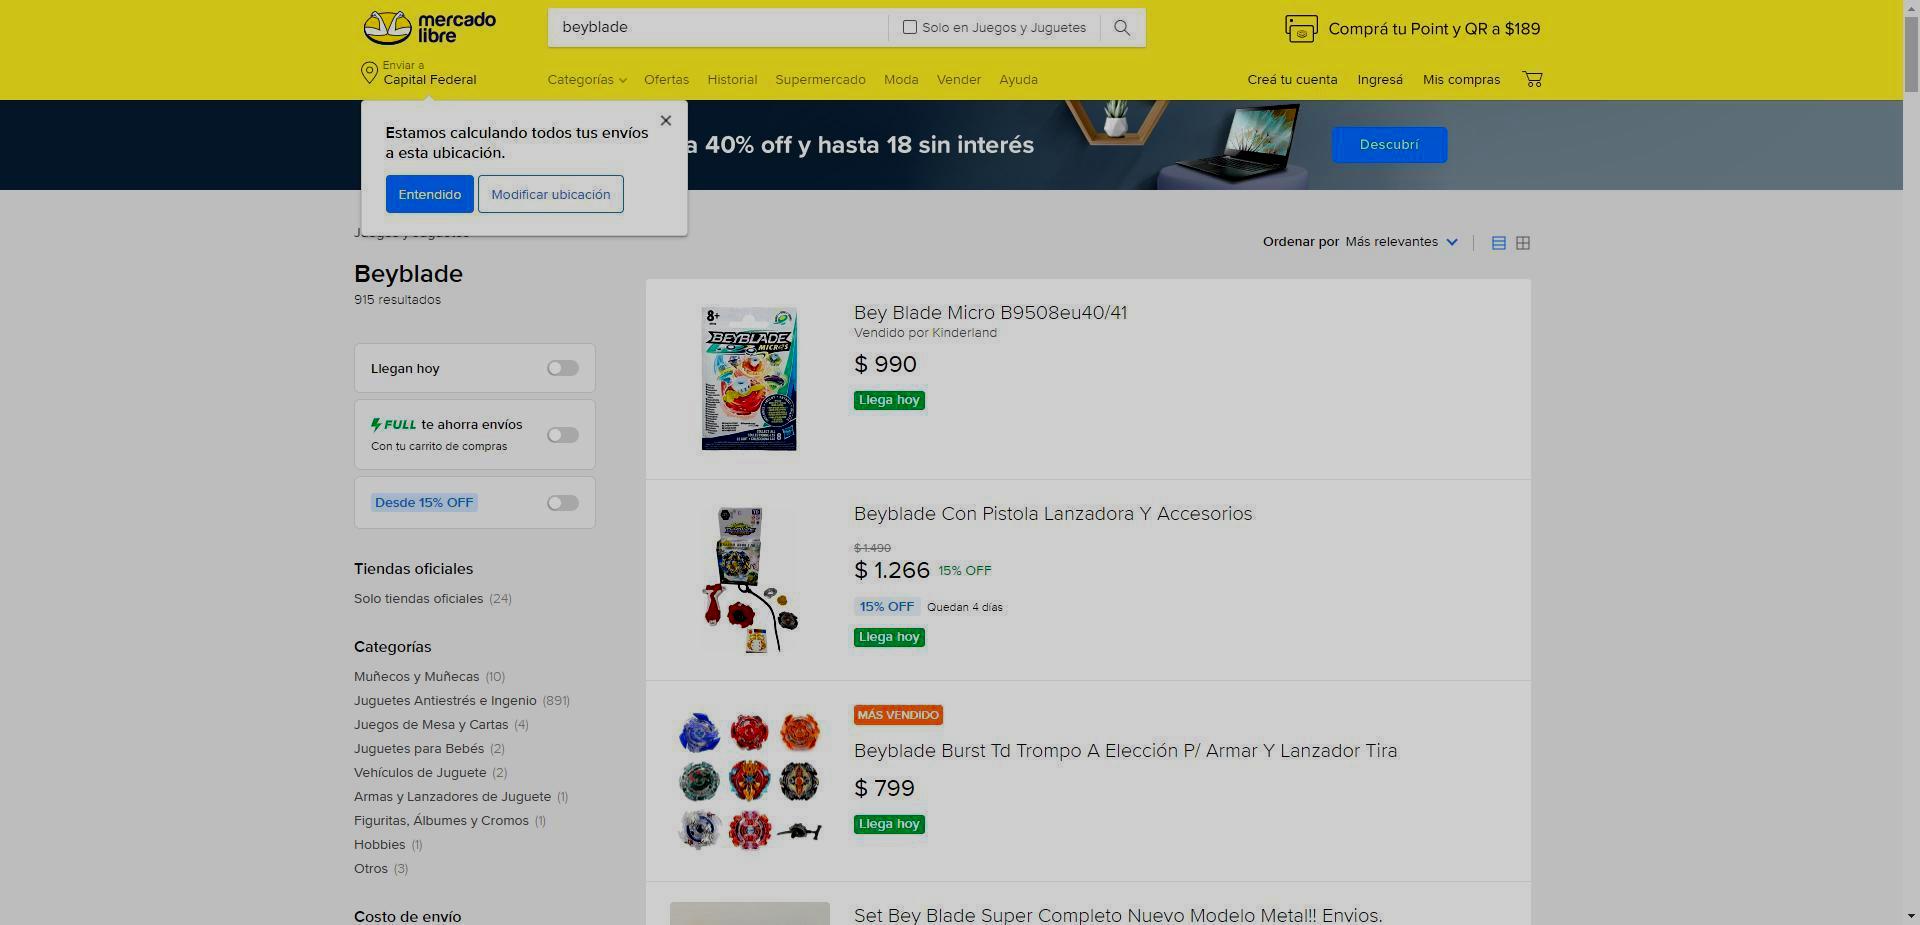 mercado
libre
beyblade
Solo en Juegos y Juguetes
Comprá tu Point y QR a $189
Enviar a
Capital Federal
Categorías
Ofertas
Historial
Supermercado
Moda
Vender
Ayuda
Creá tu cuenta
Ingresá
Mis compras
Estamos calculando todos tus envíos
a esta ubicación.
Entendido
Modificar ubicación
a 40% off y hasta 18 sin interés
Descubrí
Juegos y Juguetes
Ordenar por Más relevantes
Beyblade
915 resultados
Llegan hoy
FULL te ahorra envíos
Con tu carrito de compras
Desde 15% OFF
Tiendas oficiales
Solo tiendas oficiales (24)
Categorías
Muñecos y Muñecas (10)
Juguetes Antiestrés e Ingenio (891)
Juegos de Mesa y Cartas (4)
Juguetes para Bebés (2)
Vehículos de Juguete (2)
Armas y Lanzadores de Juguete (1)
Figuritas, Álbumes y Cromos (1)
Hobbies (1)
Otros (3)
Costo de envío
8+
BEYBLADE
MICROS
Bey Blade Micro B9508eu40/41
Vendido por Kinderland
$ 990
Llega hoy
Beyblade Con Pistola Lanzadora Y Accesorios
$ 1.490
$ 1.266 15% OFF
15% OFF Quedan 4 días
Llega hoy
MÁS VENDIDO
Beyblade Burst Td Trompo A Elección P/ Armar Y Lanzador Tira
$ 799
Llega hoy
Set Bey Blade Super Completo Nuevo Modelo Metal!! Envios.